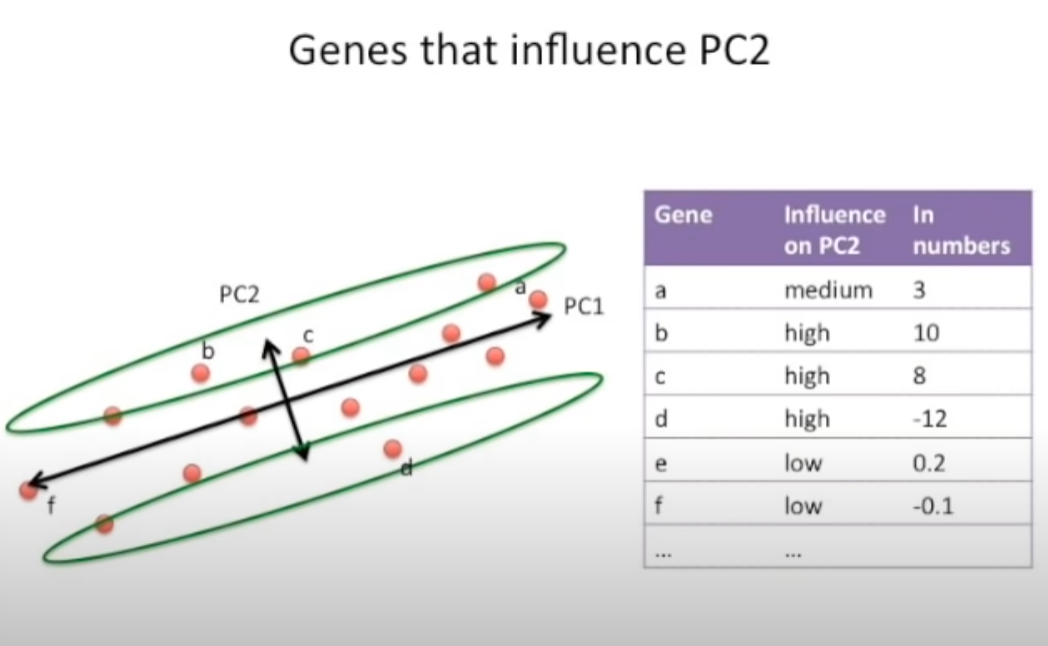 Genes that influence PC2
PC2
a
PC1
c
b
d
f
Gene Influence on PC2 In numbers
a medium 3
b high 10
c high 8
d high -12
e low 0.2
f low -0.1
... ...